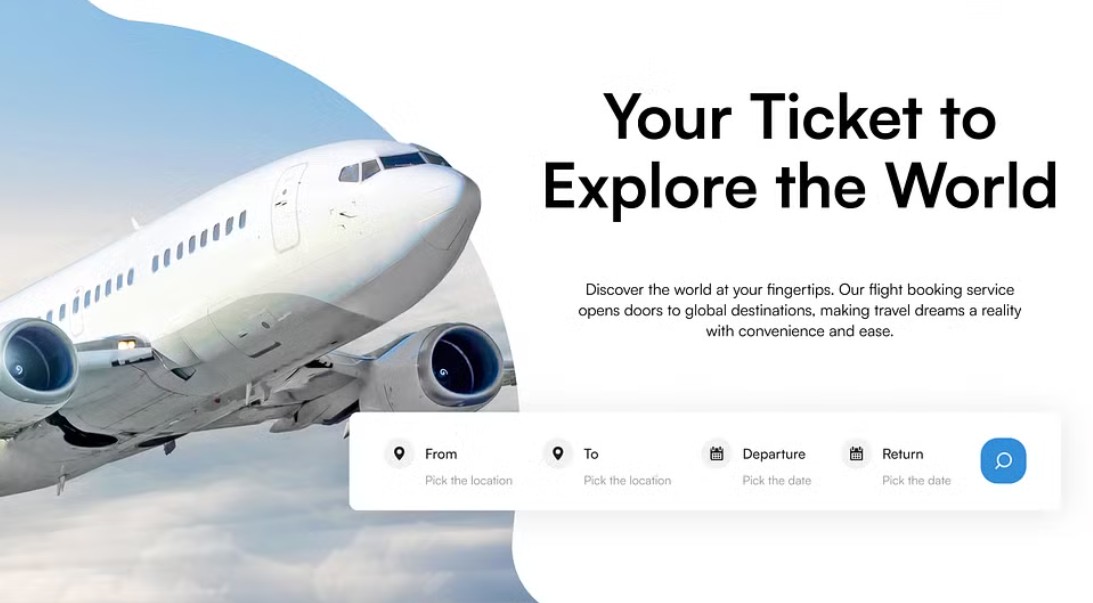 Your Ticket to
Explore the World
Discover the world at your fingertips. Our flight booking service
opens doors to global destinations, making travel dreams a reality
with convenience and ease.
From
Pick the location
To
Pick the location
Departure
Pick the date
Return
Pick the date